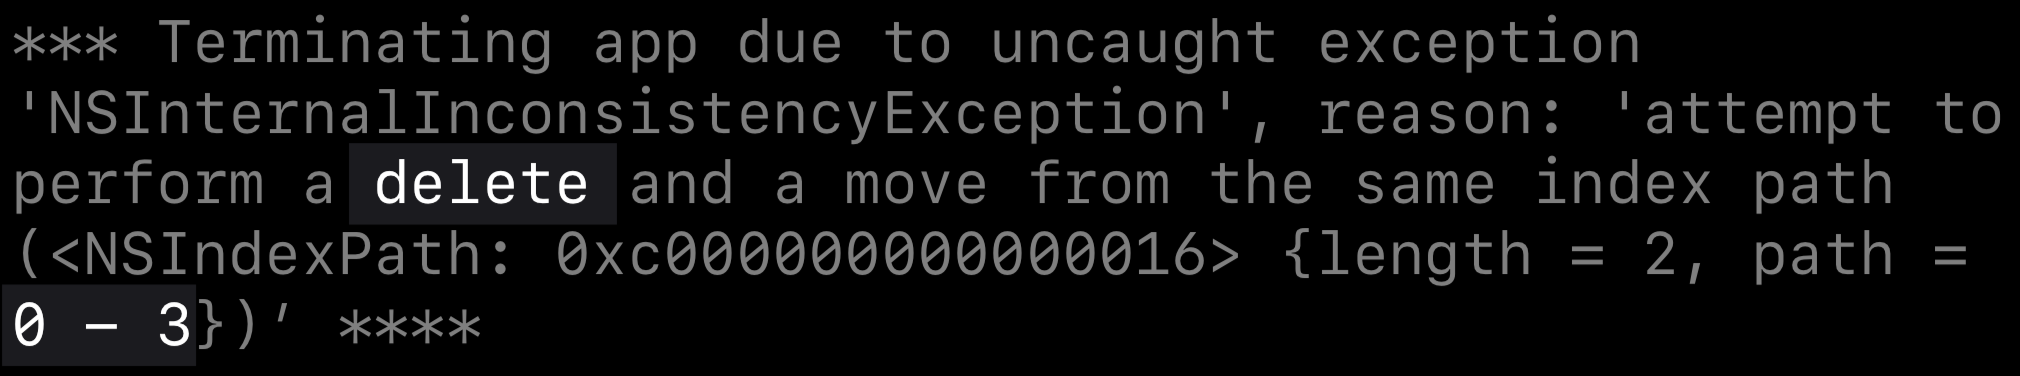 *** Terminating app due to uncaught exception
'NSInternalInconsistencyException', reason: 'attempt to
perform a delete and a move from the same index path
(<NSIndexPath: 0xc000000000000016> {length = 2, path =
0 – 3})’ ****